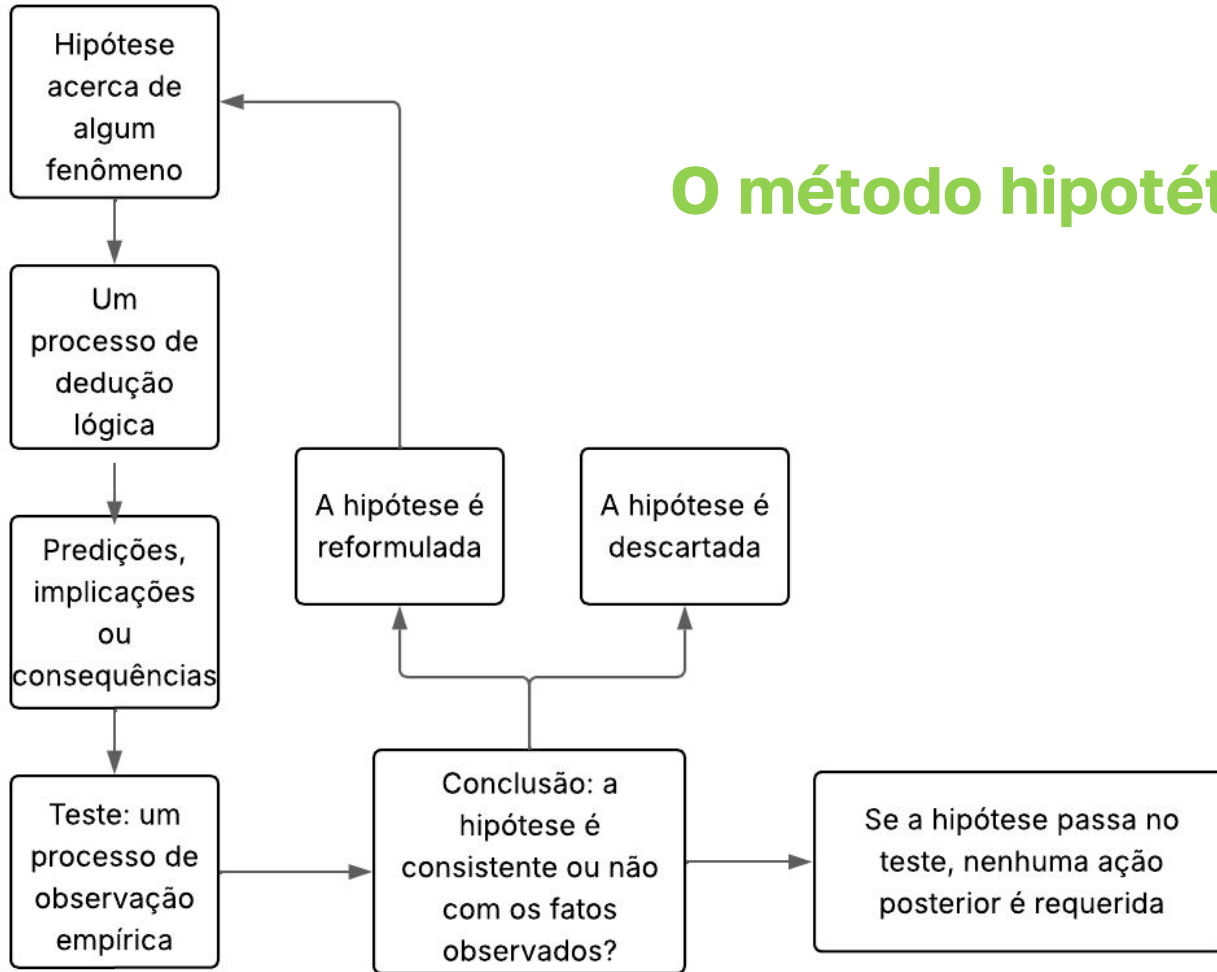 Hipótese
acerca de
algum
fenômeno
O método hipotét
Um
processo de
dedução
lógica
A hipótese é
reformulada
A hipótese é
descartada
Predições,
implicações
ou
consequências
Teste: um
processo de
observação
empírica
Conclusão: a
hipótese é
consistente ou não
com os fatos
observados?
Se a hipótese passa no
teste, nenhuma ação
posterior é requerida